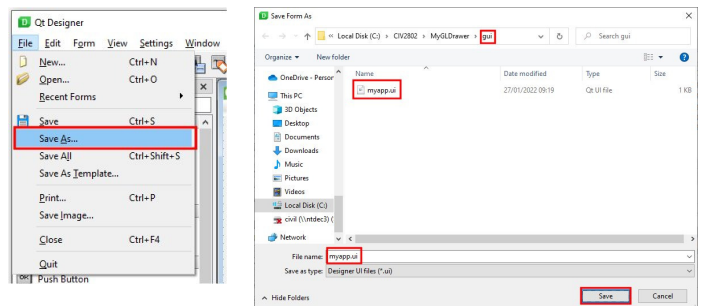 Qt Designer
File Edit Form View Settings Window
New... Ctrl+N
Open... Ctrl+O
Recent Forms
Save Ctrl+S
Save As...
Save All Ctrl+Shift+S
Save As Template...
Print... Ctrl+P
Save Image...
Close Ctrl+F4
Quit
OK Push Button
Save Form As
« Local Disk (C:) › CIV2802 › MyGLDrawer › gui
Search gui
Organize New folder
Name Date modified Type Size
myapp.ui 27/01/2022 09:19 Qt UI file 1 KB
OneDrive - Persor
This PC
3D Objects
Desktop
Documents
Downloads
Music
Pictures
Videos
Local Disk (C:)
civil (\\ntdec3) (
Network
File name: myapp.ui
Save as type: Designer UI files (*.ui)
Hide Folders
Save Cancel